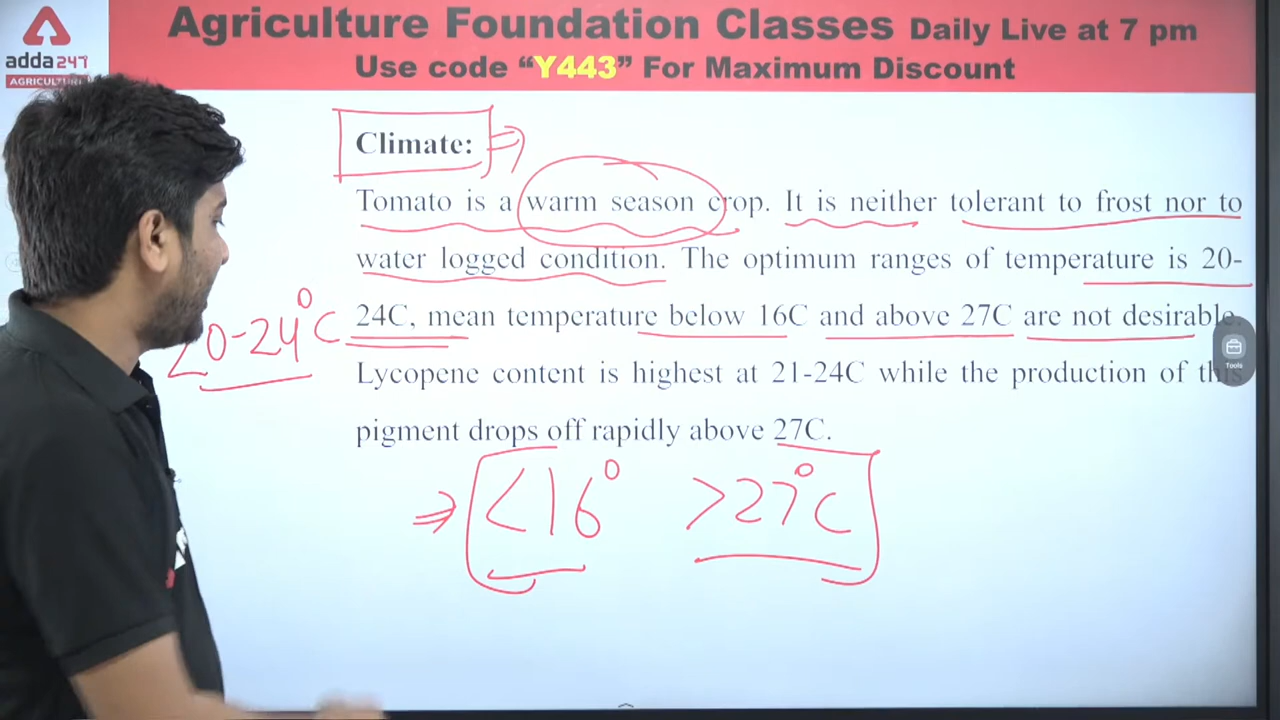 Agriculture Foundation Classes Daily Live at 7 pm
Use code “Y443” For Maximum Discount
adda247
AGRICULTURE
Climate:
Tomato is a warm season crop. It is neither tolerant to frost nor to
water logged condition. The optimum ranges of temperature is 20-
24C, mean temperature below 16C and above 27C are not desirable.
20-24°C
Lycopene content is highest at 21-24C while the production of this
pigment drops off rapidly above 27C.
Tools
⇒ <16° >27°C